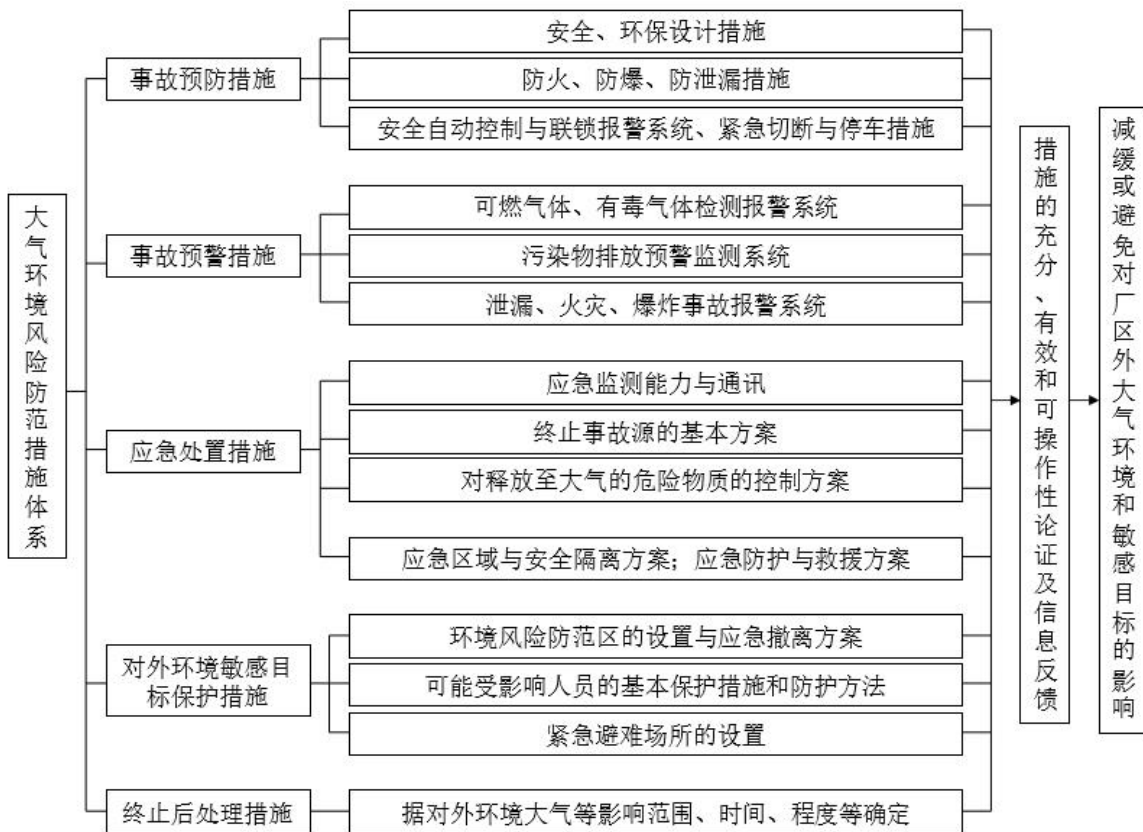 大气环境风险防范措施体系
事故预防措施
安全、环保设计措施
防火、防爆、防泄漏措施
安全自动控制与联锁报警系统、紧急切断与停车措施
事故预警措施
可燃气体、有毒气体检测报警系统
污染物排放预警监测系统
泄漏、火灾、爆炸事故报警系统
应急处置措施
应急监测能力与通讯
终止事故源的基本方案
对释放至大气的危险物质的控制方案
应急区域与安全隔离方案；应急防护与救援方案
对外环境敏感目
标保护措施
环境风险防范区的设置与应急撤离方案
可能受影响人员的基本保护措施和防护方法
紧急避难场所的设置
终止后处理措施
据对外环境大气等影响范围、时间、程度等确定
措施的充分、有效和可操作性论证及信息反馈
减缓或避免对厂区外大气环境和敏感目标的影响